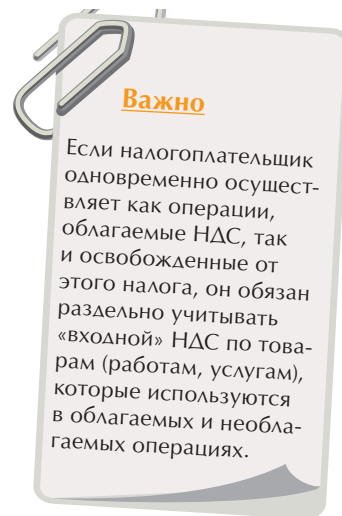 Важно
Если налогоплательщик
одновременно осущест-
вляет как операции,
облагаемые НДС, так
и освобожденные от
этого налога, он обязан
раздельно учитывать
«входной» НДС по това-
рам (работам, услугам),
которые используются
в облагаемых и необла-
гаемых операциях.